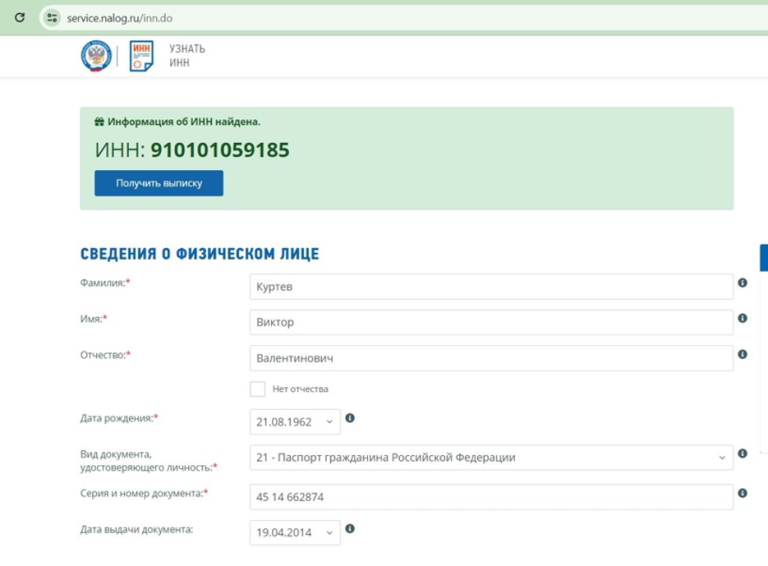 service.nalog.ru/inn.do
ИНН
УЗНАТЬ
ИНН
Информация об ИНН найдена.
ИНН: 910101059185
Получить выписку
СВЕДЕНИЯ О ФИЗИЧЕСКОМ ЛИЦЕ
Фамилия:* Куртев
Имя:* Виктор
Отчество:* Валентинович
Нет отчества
Дата рождения:* 21.08.1962
Вид документа,
удостоверяющего личность:* 21 - Паспорт гражданина Российской Федерации
Серия и номер документа:* 45 14 662874
Дата выдачи документа: 19.04.2014